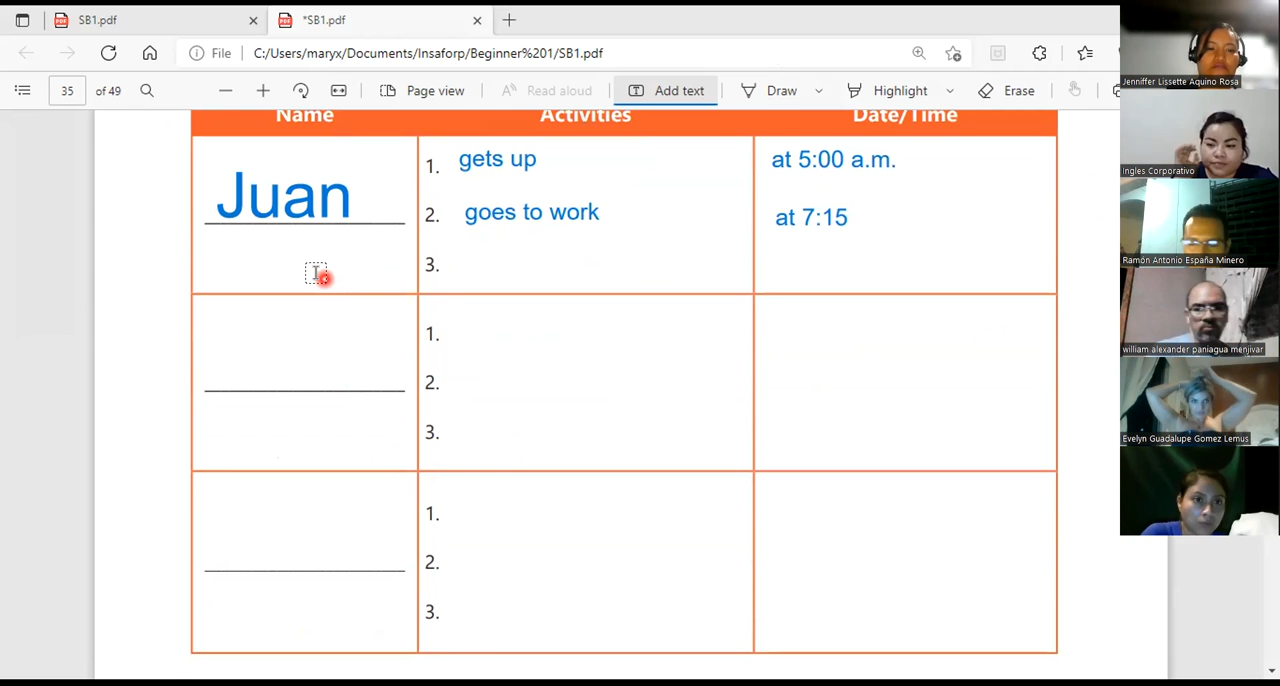 SB1.pdf
*SB1.pdf
File C:/Users/maryx/Documents/Insaforp/Beginner%201/SB1.pdf
35 of 49 Page view Read aloud Add text Draw Highlight Erase
Name Activities Date/Time
Juan
1. gets up at 5:00 a.m.
2. goes to work at 7:15
3.
1.
2.
3.
1.
2.
3.
Jenniffer Lissette Aquino Rosa
Ingles Corporativo
Ramón Antonio España Minero
william alexander paniagua menjivar
Evelyn Guadalupe Gomez Lemus